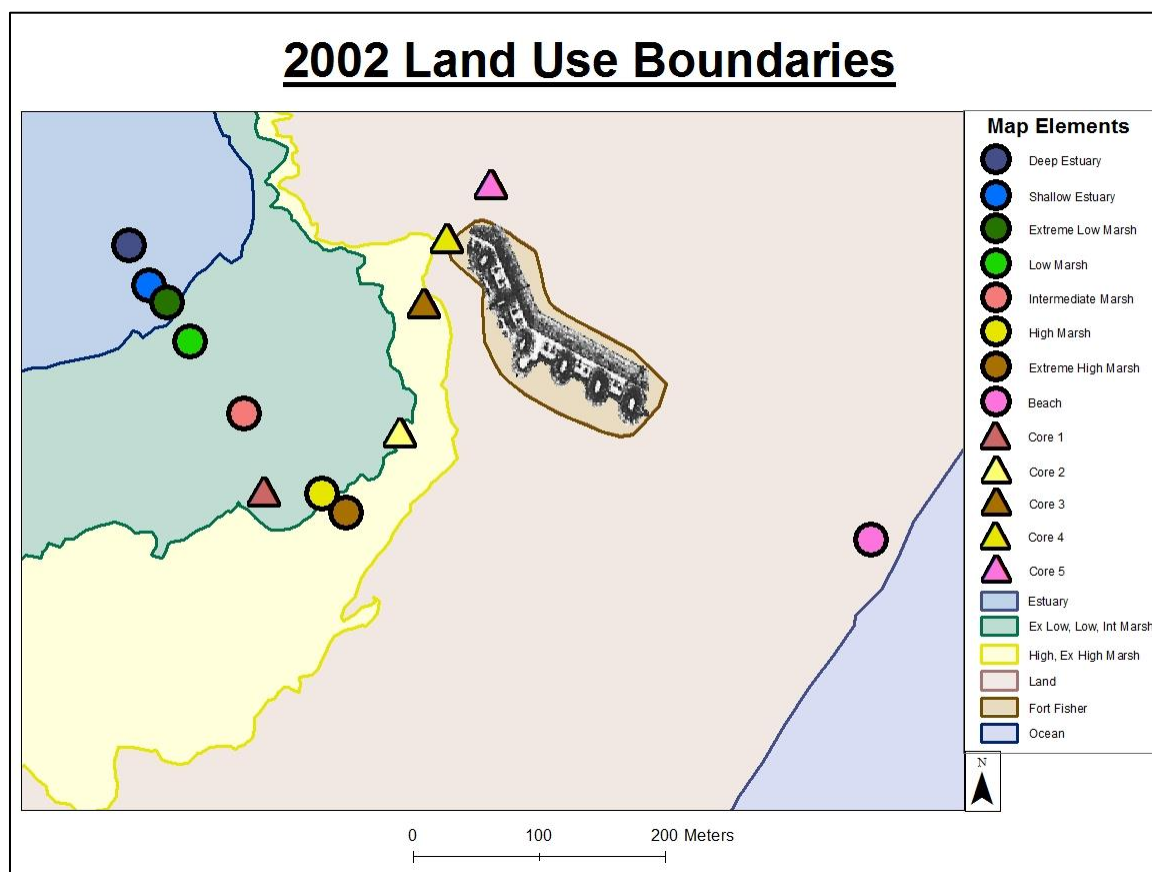 2002 Land Use Boundaries
Map Elements
Deep Estuary
Shallow Estuary
Extreme Low Marsh
Low Marsh
Intermediate Marsh
High Marsh
Extreme High Marsh
Beach
Core 1
Core 2
Core 3
Core 4
Core 5
Estuary
Ex Low, Low, Int Marsh
High, Ex High Marsh
Land
Fort Fisher
Ocean
N
0 100 200 Meters